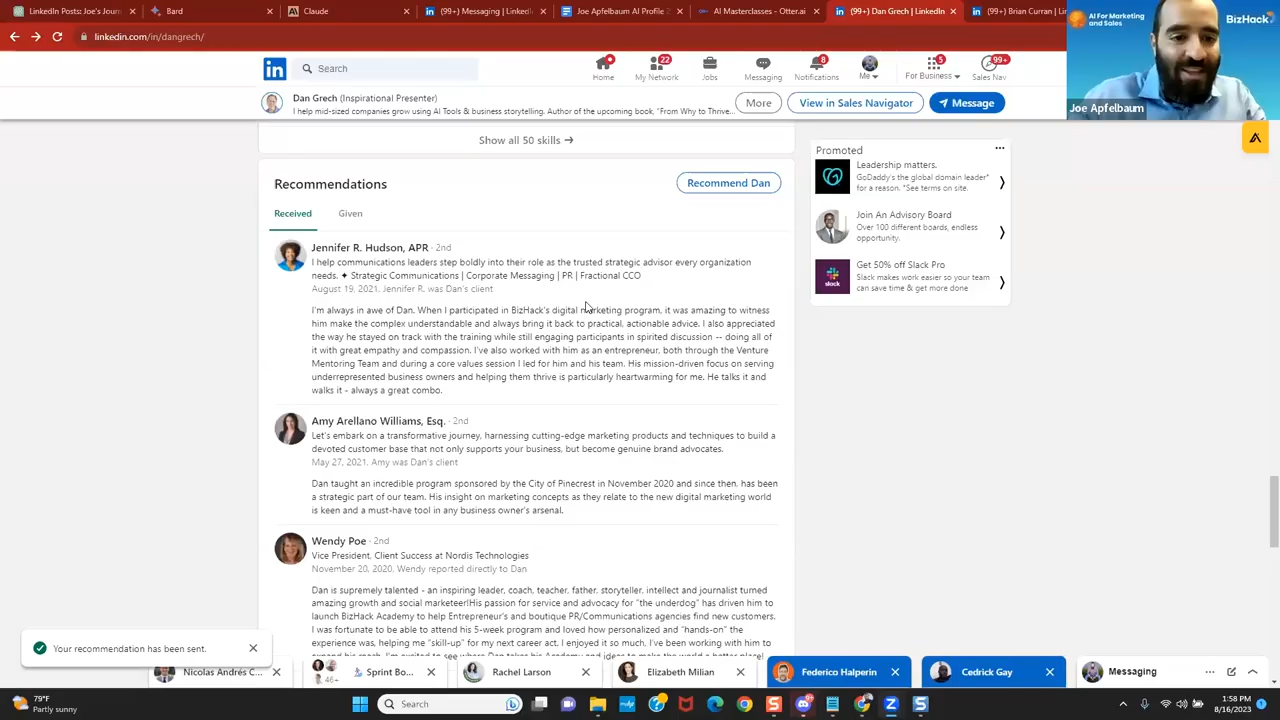 LinkedIn Posts: Joe's Journ
Bard
Claude
(99+) Messaging | LinkedIn
Joe Apfelbaum AI Profile
AI Masterclasses - Otter.ai
(99+) Dan Grech | LinkedIn
(99+) Brian Curran | Lin
linkedin.com/in/dangrech/
AI For Marketing
and Sales
BizHack
Joe Apfelbaum
in
Search
22
8
5
99+
Home
My Network
Jobs
Messaging
Notifications
Me
For Business
Sales Nav
Dan Grech (Inspirational Presenter)
I help mid-sized companies grow using AI Tools & business storytelling. Author of the upcoming book, "From Why to Thrive...
More
View in Sales Navigator
Message
Show all 50 skills →
Recommendations
Recommend Dan
Received
Given
Jennifer R. Hudson, APR · 2nd
I help communications leaders step boldly into their role as the trusted strategic advisor every organization
needs. ✦ Strategic Communications | Corporate Messaging | PR | Fractional CCO
August 19, 2021, Jennifer R. was Dan's client
I'm always in awe of Dan. When I participated in BizHack's digital marketing program, it was amazing to witness
him make the complex understandable and always bring it back to practical, actionable advice. I also appreciated
the way he stayed on track with the training while still engaging participants in spirited discussion -- doing all of
it with great empathy and compassion. I've also worked with him as an entrepreneur, both through the Venture
Mentoring Team and during a core values session I led for him and his team. His mission-driven focus on serving
underrepresented business owners and helping them thrive is particularly heartwarming for me. He talks it and
walks it - always a great combo.
Amy Arellano Williams, Esq. · 2nd
Let's embark on a transformative journey, harnessing cutting-edge marketing products and techniques to build a
devoted customer base that not only supports your business, but become genuine brand advocates.
May 27, 2021, Amy was Dan's client
Dan taught an incredible program sponsored by the City of Pinecrest in November 2020 and since then, has been
a strategic part of our team. His insight on marketing concepts as they relate to the new digital marketing world
is keen and a must-have tool in any business owner's arsenal.
Wendy Poe · 2nd
Vice President, Client Success at Nordis Technologies
November 20, 2020, Wendy reported directly to Dan
Dan is supremely talented - an inspiring leader, coach, teacher, father, storyteller, intellect and journalist turned
amazing growth and social marketeer!His passion for service and advocacy for "the underdog" has driven him to
launch BizHack Academy to help Entrepreneur's and boutique PR/Communications agencies find new customers.
I was fortunate to be able to attend his 5-week program and loved how personalized and "hands-on" the
experience was, helping me "skill-up" for my next career act. I enjoyed it so much, I've been working with him to
Promoted
Leadership matters.
GoDaddy's the global domain leader*
for a reason. *See terms on site.
Join An Advisory Board
Over 100 different boards, endless
opportunity.
slack
Get 50% off Slack Pro
Slack makes work easier so your team
can save time & get more done
Your recommendation has been sent.
Nicolas Andrés C...
46+
Sprint Bo...
Rachel Larson
Elizabeth Milian
Federico Halperin
Cedrick Gay
Messaging
79°F
Partly sunny
Search
1:58 PM
8/16/2023